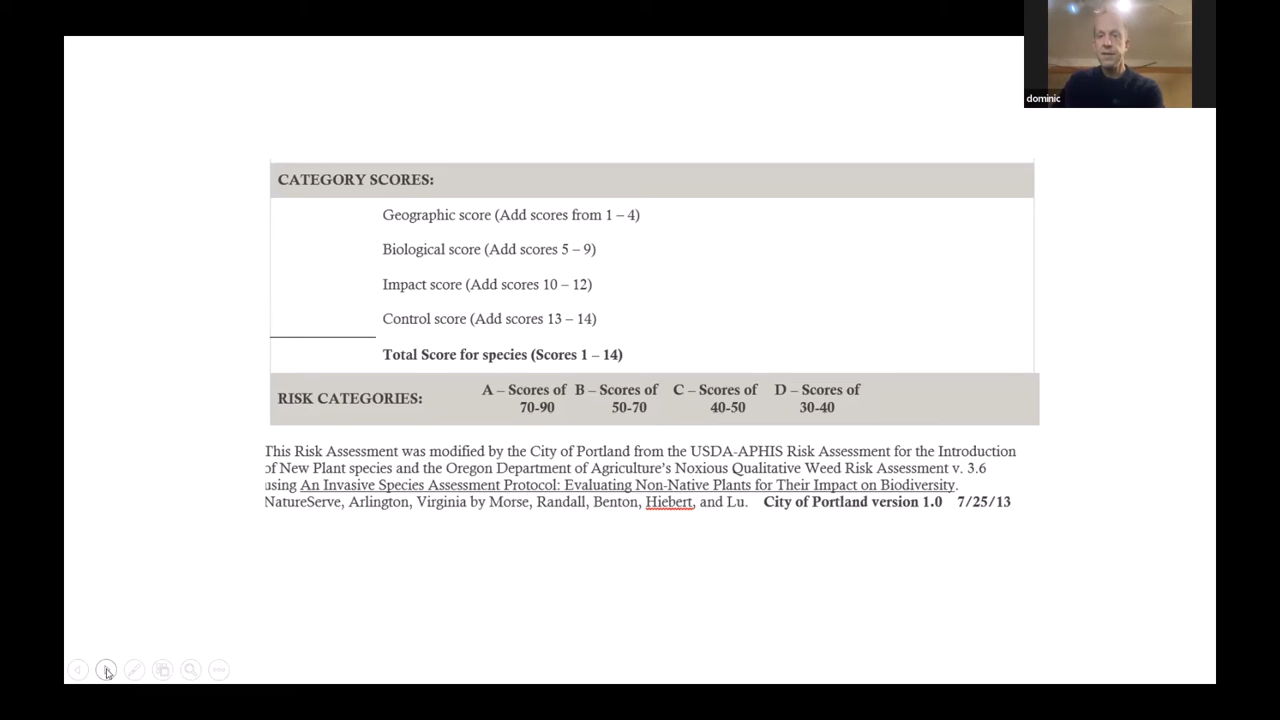 dominic
CATEGORY SCORES:
Geographic score (Add scores from 1 – 4)
Biological score (Add scores 5 – 9)
Impact score (Add scores 10 – 12)
Control score (Add scores 13 – 14)
Total Score for species (Scores 1 – 14)
RISK CATEGORIES:
A – Scores of
70-90
B – Scores of
50-70
C – Scores of
40-50
D – Scores of
30-40
This Risk Assessment was modified by the City of Portland from the USDA-APHIS Risk Assessment for the Introduction
of New Plant species and the Oregon Department of Agriculture's Noxious Qualitative Weed Risk Assessment v. 3.6
using An Invasive Species Assessment Protocol: Evaluating Non-Native Plants for Their Impact on Biodiversity.
NatureServe, Arlington, Virginia by Morse, Randall, Benton, Hiebert, and Lu. City of Portland version 1.0 7/25/13